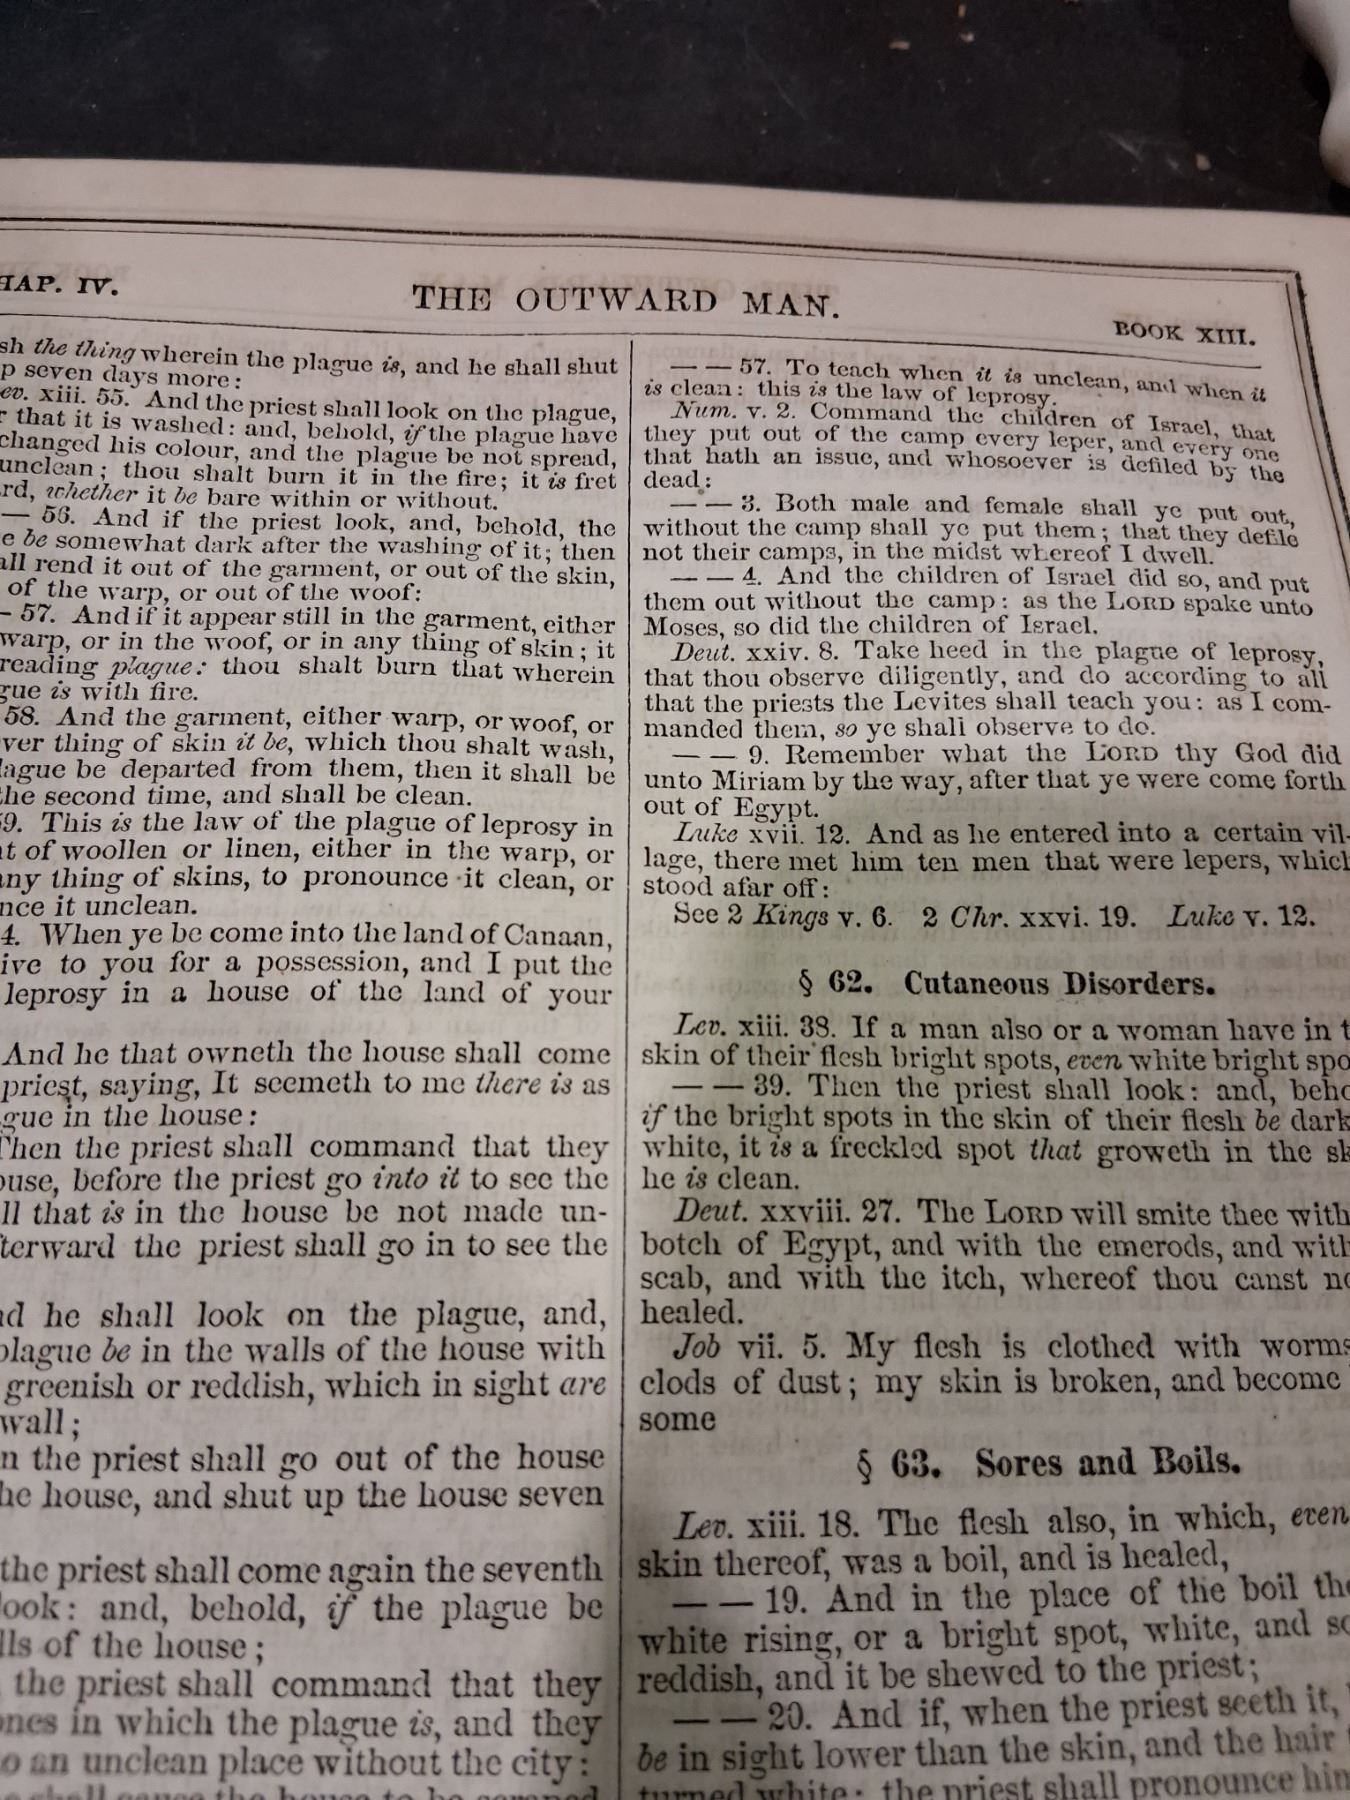 HAP. IV.
THE OUTWARD MAN.
BOOK XIII.
sh the thing wherein the plague is, and he shall shut
p seven days more:
ev. xiii. 55. And the priest shall look on the plague,
r that it is washed: and, behold, if the plague have
changed his colour, and the plague be not spread,
unclean; thou shalt burn it in the fire; it is fret
rd, whether it be bare within or without.
— 56. And if the priest look, and, behold, the
e be somewhat dark after the washing of it; then
all rend it out of the garment, or out of the skin,
of the warp, or out of the woof:
– 57. And if it appear still in the garment, either
warp, or in the woof, or in any thing of skin; it
reading plague: thou shalt burn that wherein
gue is with fire.
58. And the garment, either warp, or woof, or
ver thing of skin it be, which thou shalt wash,
lague be departed from them, then it shall be
the second time, and shall be clean.
59. This is the law of the plague of leprosy in
nt of woollen or linen, either in the warp, or
any thing of skins, to pronounce it clean, or
nce it unclean.
4. When ye be come into the land of Canaan,
ive to you for a possession, and I put the
leprosy in a house of the land of your
And he that owneth the house shall come
priest, saying, It seemeth to me there is as
gue in the house:
Then the priest shall command that they
ouse, before the priest go into it to see the
ll that is in the house be not made un-
terward the priest shall go in to see the
nd he shall look on the plague, and,
plague be in the walls of the house with
greenish or reddish, which in sight are
wall;
n the priest shall go out of the house
he house, and shut up the house seven
the priest shall come again the seventh
look: and, behold, if the plague be
lls of the house;
the priest shall command that they
ones in which the plague is, and they
o an unclean place without the city:
shall cause the house to be scraped
— — 57. To teach when it is unclean, and when it
is clean: this is the law of leprosy.
Num. v. 2. Command the children of Israel, that
they put out of the camp every leper, and every one
that hath an issue, and whosoever is defiled by the
dead:
— — 3. Both male and female shall ye put out,
without the camp shall ye put them; that they defile
not their camps, in the midst whereof I dwell.
— — 4. And the children of Israel did so, and put
them out without the camp: as the LORD spake unto
Moses, so did the children of Israel.
Deut. xxiv. 8. Take heed in the plague of leprosy,
that thou observe diligently, and do according to all
that the priests the Levites shall teach you: as I com-
manded them, so ye shall observe to do.
— — 9. Remember what the LORD thy God did
unto Miriam by the way, after that ye were come forth
out of Egypt.
Luke xvii. 12. And as he entered into a certain vil-
lage, there met him ten men that were lepers, which
stood afar off:
See 2 Kings v. 6. 2 Chr. xxvi. 19. Luke v. 12.
§ 62. Cutaneous Disorders.
Lev. xiii. 38. If a man also or a woman have in t
skin of their flesh bright spots, even white bright spo
— — 39. Then the priest shall look: and, beho
if the bright spots in the skin of their flesh be dark
white, it is a freckled spot that groweth in the sk
he is clean.
Deut. xxviii. 27. The LORD will smite thee with
botch of Egypt, and with the emerods, and with
scab, and with the itch, whereof thou canst no
healed.
Job vii. 5. My flesh is clothed with worms
clods of dust; my skin is broken, and become
some
§ 63. Sores and Boils.
Lev. xiii. 18. The flesh also, in which, even
skin thereof, was a boil, and is healed,
— — 19. And in the place of the boil the
white rising, or a bright spot, white, and so
reddish, and it be shewed to the priest;
— — 20. And if, when the priest seeth it,
be in sight lower than the skin, and the hair
turned white; the priest shall pronounce him